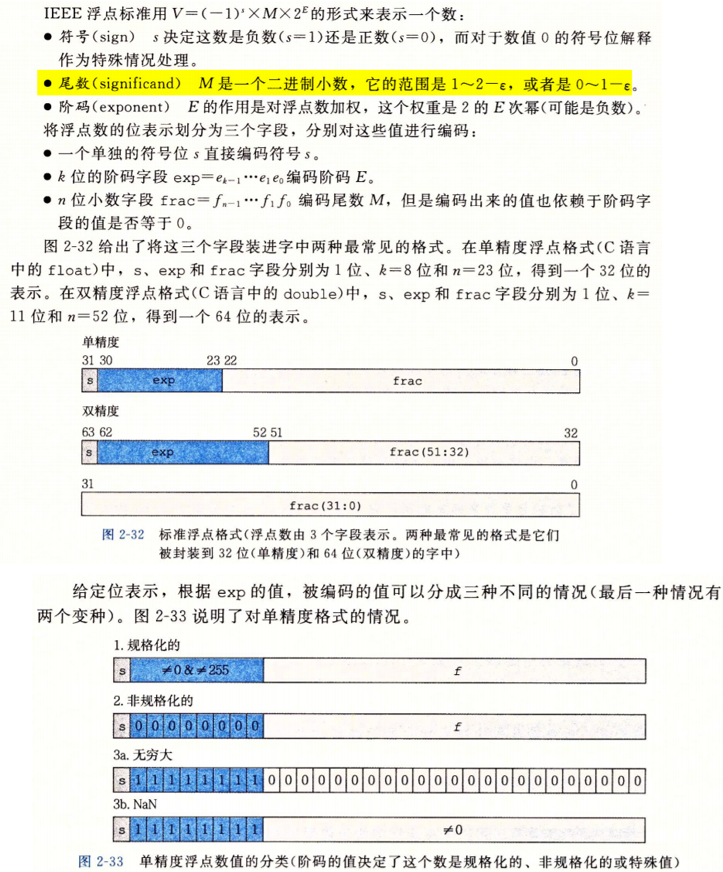 IEEE 浮点标准用 V=(-1)ˢ×M×2ᴱ 的形式来表示一个数：
● 符号(sign) s 决定这数是负数(s=1)还是正数(s=0)，而对于数值 0 的符号位解释
作为特殊情况处理。
● 尾数(significand) M 是一个二进制小数，它的范围是 1～2-ε，或者是 0～1-ε。
● 阶码(exponent) E 的作用是对浮点数加权，这个权重是 2 的 E 次幂(可能是负数)。
将浮点数的位表示划分为三个字段，分别对这些值进行编码：
● 一个单独的符号位 s 直接编码符号 s。
● k 位的阶码字段 exp=eₖ₋₁⋯e₁e₀ 编码阶码 E。
● n 位小数字段 frac=fₙ₋₁⋯f₁f₀ 编码尾数 M，但是编码出来的值也依赖于阶码字
段的值是否等于 0。
图 2-32 给出了将这三个字段装进字中两种最常见的格式。在单精度浮点格式(C 语言
中的 float)中，s、exp 和 frac 字段分别为 1 位、k=8 位和 n=23 位，得到一个 32 位的
表示。在双精度浮点格式(C 语言中的 double)中，s、exp 和 frac 字段分别为 1 位、k=
11 位和 n=52 位，得到一个 64 位的表示。
单精度
31 30 23 22 0
s exp frac
双精度
63 62 52 51 32
s exp frac(51:32)
31 0
frac(31:0)
图 2-32 标准浮点格式(浮点数由 3 个字段表示。两种最常见的格式是它们
被封装到 32 位(单精度)和 64 位(双精度)的字中)
给定位表示，根据 exp 的值，被编码的值可以分成三种不同的情况(最后一种情况有
两个变种)。图 2-33 说明了对单精度格式的情况。
1. 规格化的
s ≠0&≠255 f
2. 非规格化的
s 0 0 0 0 0 0 0 0 f
3a. 无穷大
s 1 1 1 1 1 1 1 1 0 0 0 0 0 0 0 0 0 0 0 0 0 0 0 0 0 0 0 0 0 0 0
3b. NaN
s 1 1 1 1 1 1 1 1 ≠0
图 2-33 单精度浮点数值的分类(阶码的值决定了这个数是规格化的、非规格化的或特殊值)